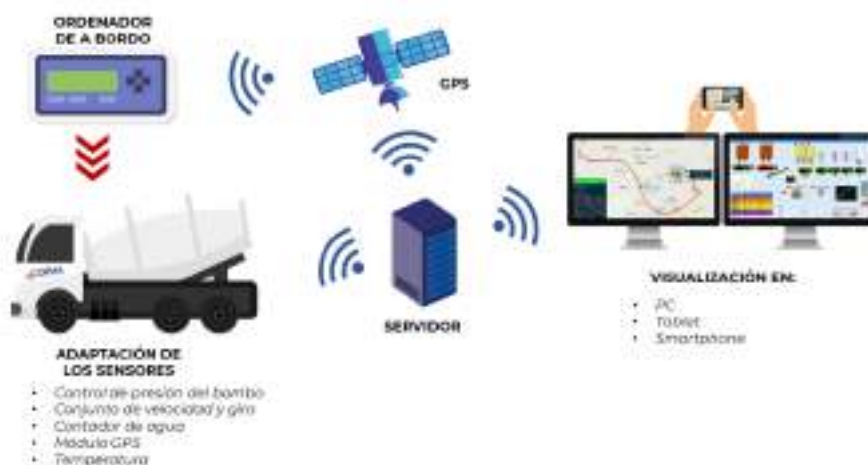 ORDENADOR
DE A BORDO
GPS
SERVIDOR
VISUALIZACIÓN EN:
• PC
• Tablet
• Smartphone
ADAPTACIÓN DE
LOS SENSORES
• Control de presión del bombo
• Conjunto de velocidad y giro
• Contador de agua
• Módulo GPS
• Temperatura